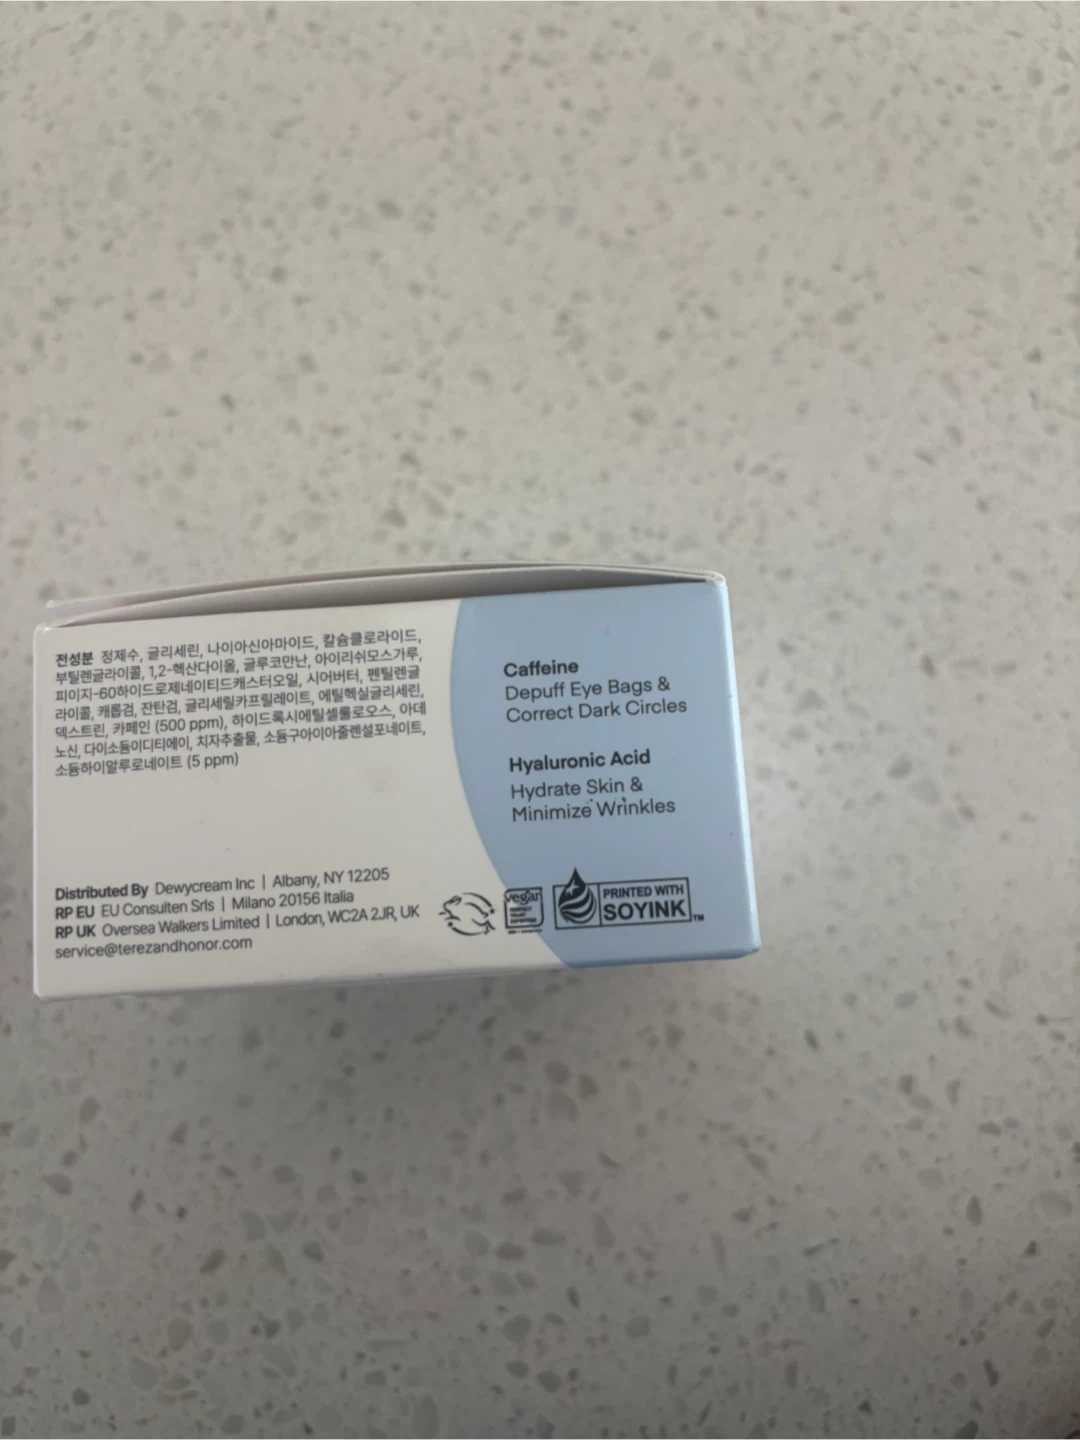 전성분 정제수, 글리세린, 나이아신아마이드, 칼슘클로라이드,
부틸렌글라이콜, 1,2-헥산다이올, 글루코만난, 아이리쉬모스가루,
피이지-60하이드로제네이티드캐스터오일, 시어버터, 펜틸렌글
라이콜, 캐롭검, 잔탄검, 글리세릴카프릴레이트, 에틸헥실글리세린,
덱스트린, 카페인 (500 ppm), 하이드록시에틸셀룰로오스, 아데
노신, 다이소듐이디티에이, 치자추출물, 소듐구아이아줄렌설포네이트,
소듐하이알루로네이트 (5 ppm)
Distributed By Dewycream Inc | Albany, NY 12205
RP EU EU Consulten Srls | Milano 20156 Italia
RP UK Oversea Walkers Limited | London, WC2A 2JR, UK
service@terezandhonor.com
Caffeine
Depuff Eye Bags &
Correct Dark Circles
Hyaluronic Acid
Hydrate Skin &
Minimize Wrinkles
vegan
PRINTED WITH
SOYINK™